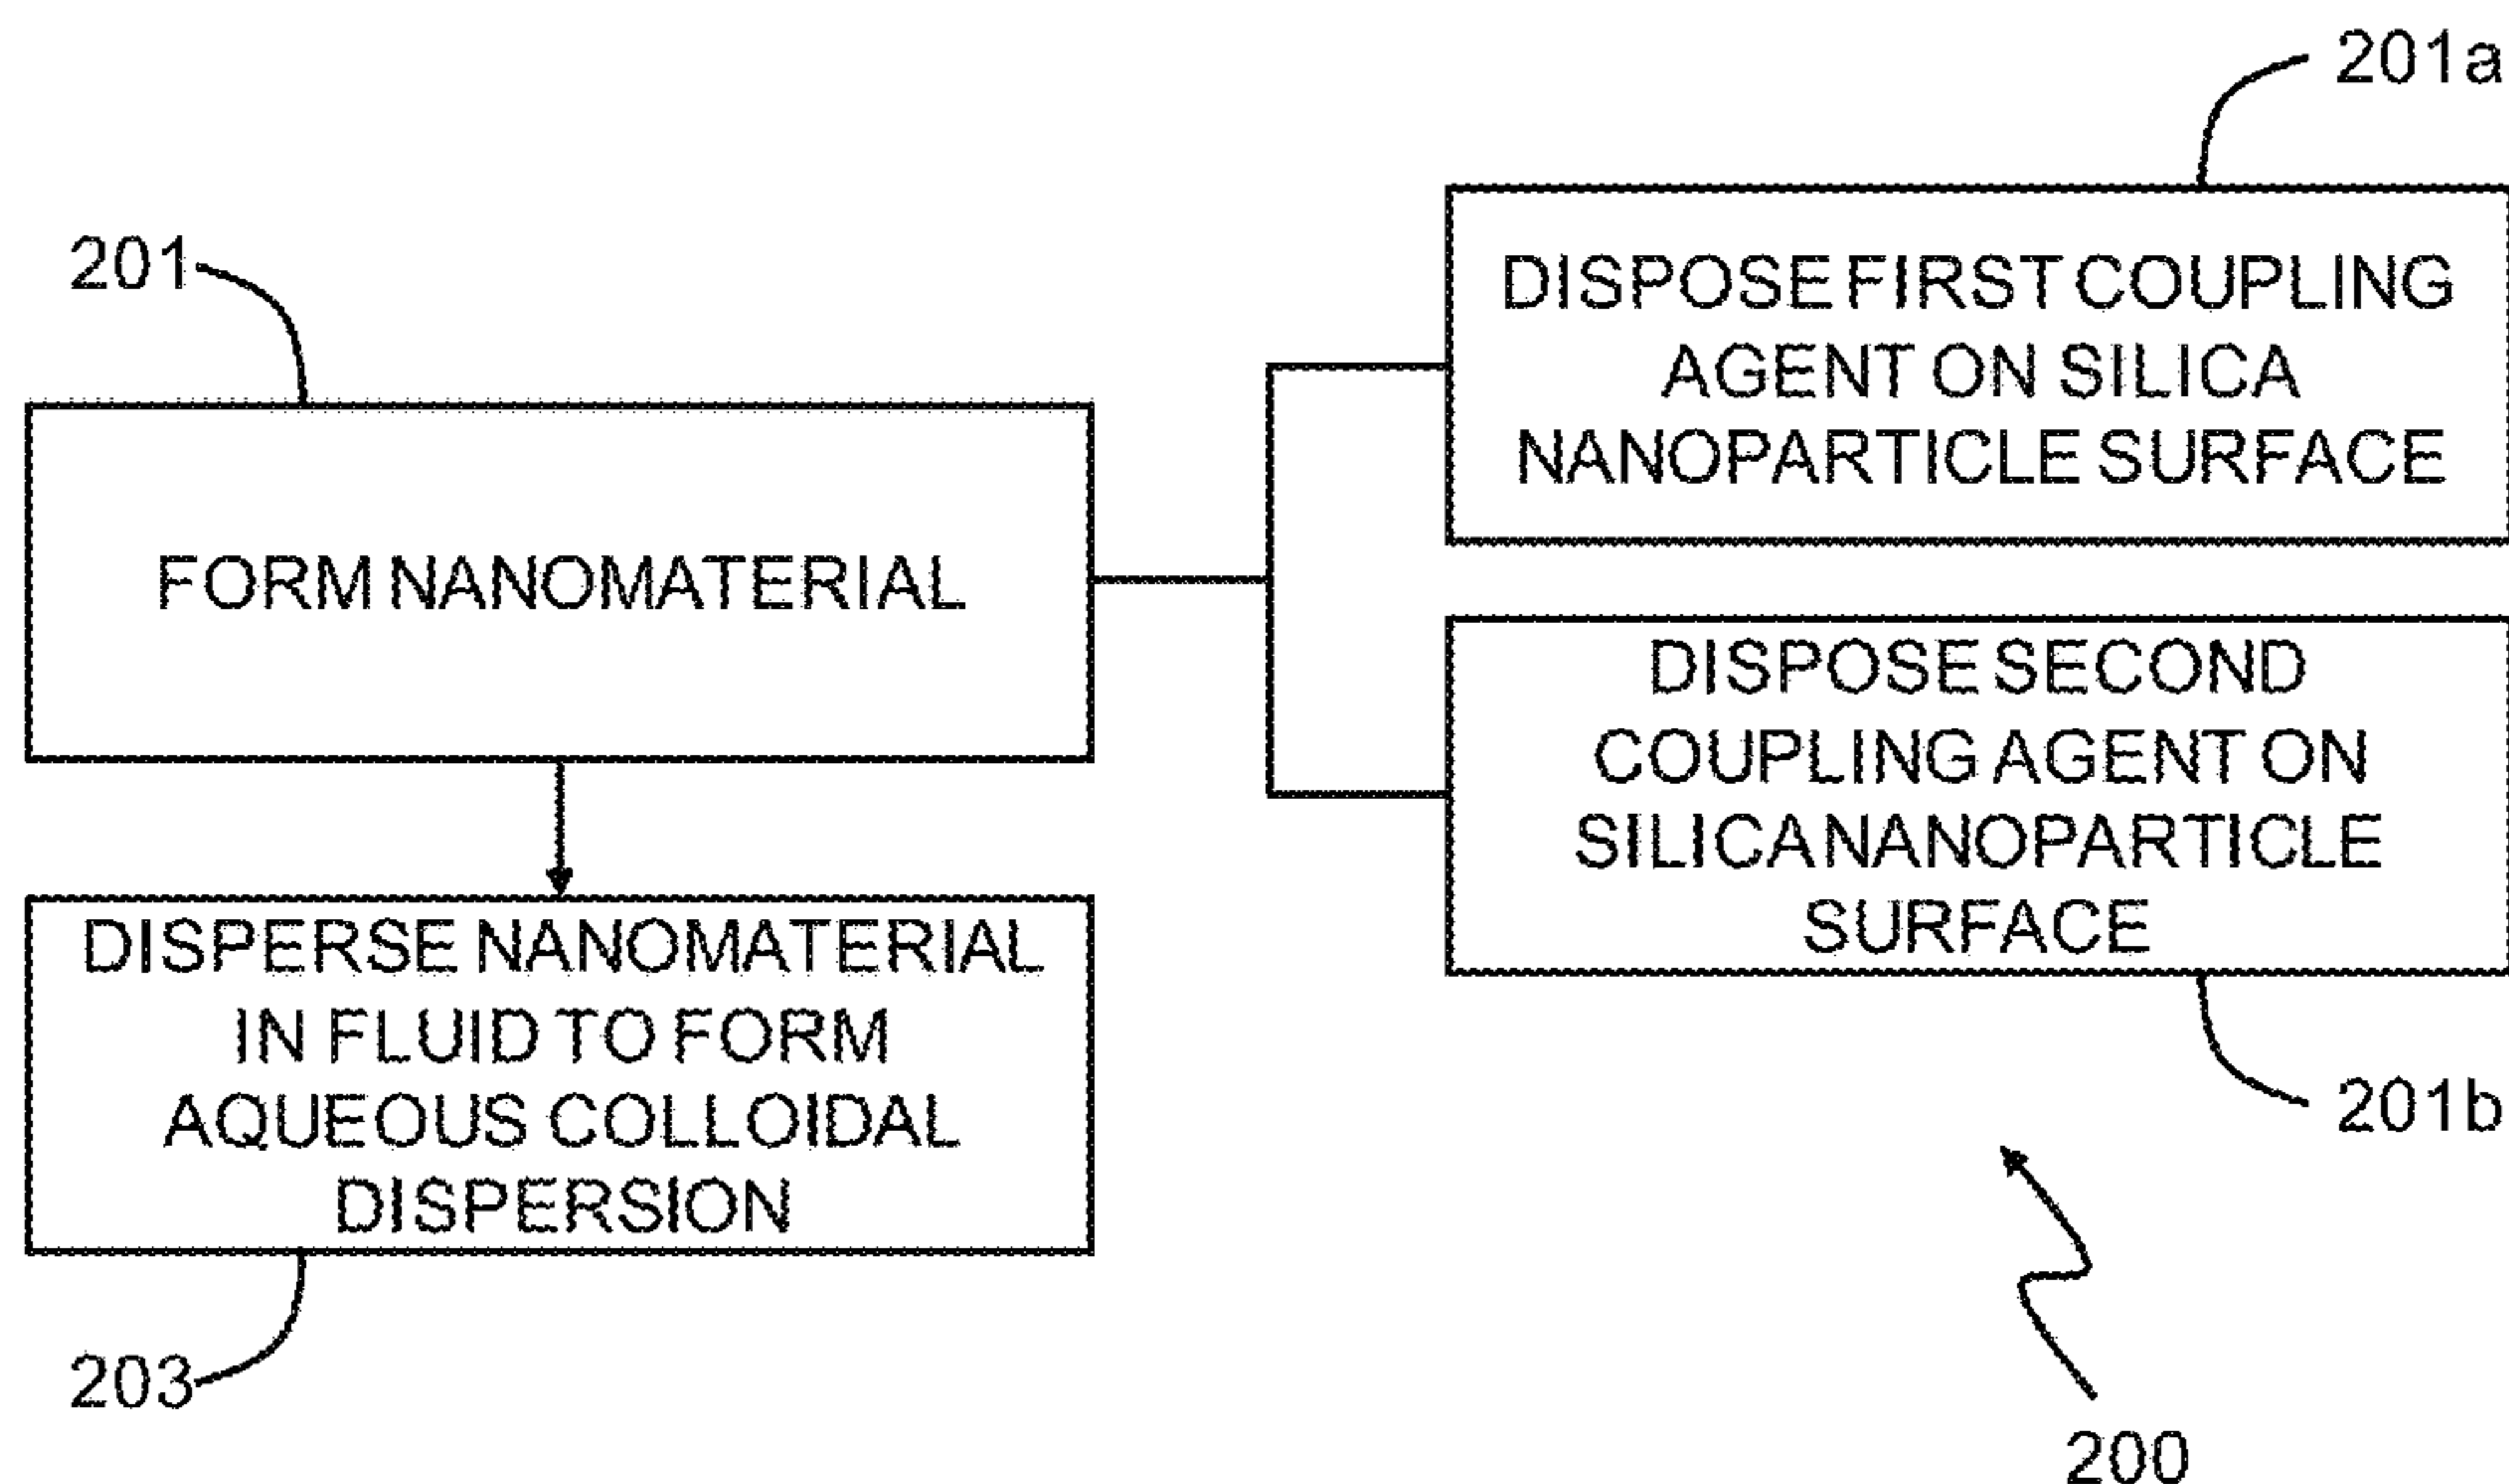 201
FORM NANOMATERIAL
DISPERSE NANOMATERIAL
IN FLUID TO FORM
AQUEOUS COLLOIDAL
DISPERSION
203
201a
DISPOSE FIRST COUPLING
AGENT ON SILICA
NANOPARTICLE SURFACE
DISPOSE SECOND
COUPLING AGENT ON
SILICA NANOPARTICLE
SURFACE
201b
200